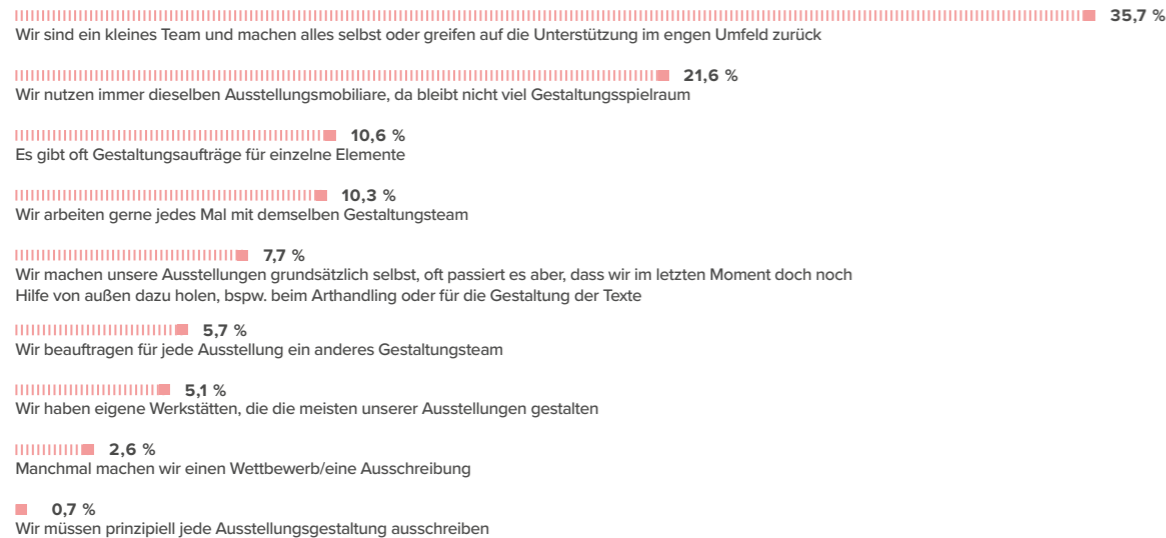 35,7 %
Wir sind ein kleines Team und machen alles selbst oder greifen auf die Unterstützung im engen Umfeld zurück
21,6 %
Wir nutzen immer dieselben Ausstellungsmobiliare, da bleibt nicht viel Gestaltungsspielraum
10,6 %
Es gibt oft Gestaltungsaufträge für einzelne Elemente
10,3 %
Wir arbeiten gerne jedes Mal mit demselben Gestaltungsteam
7,7 %
Wir machen unsere Ausstellungen grundsätzlich selbst, oft passiert es aber, dass wir im letzten Moment doch noch
Hilfe von außen dazu holen, bspw. beim Arthandling oder für die Gestaltung der Texte
5,7 %
Wir beauftragen für jede Ausstellung ein anderes Gestaltungsteam
5,1 %
Wir haben eigene Werkstätten, die die meisten unserer Ausstellungen gestalten
2,6 %
Manchmal machen wir einen Wettbewerb/eine Ausschreibung
0,7 %
Wir müssen prinzipiell jede Ausstellungsgestaltung ausschreiben